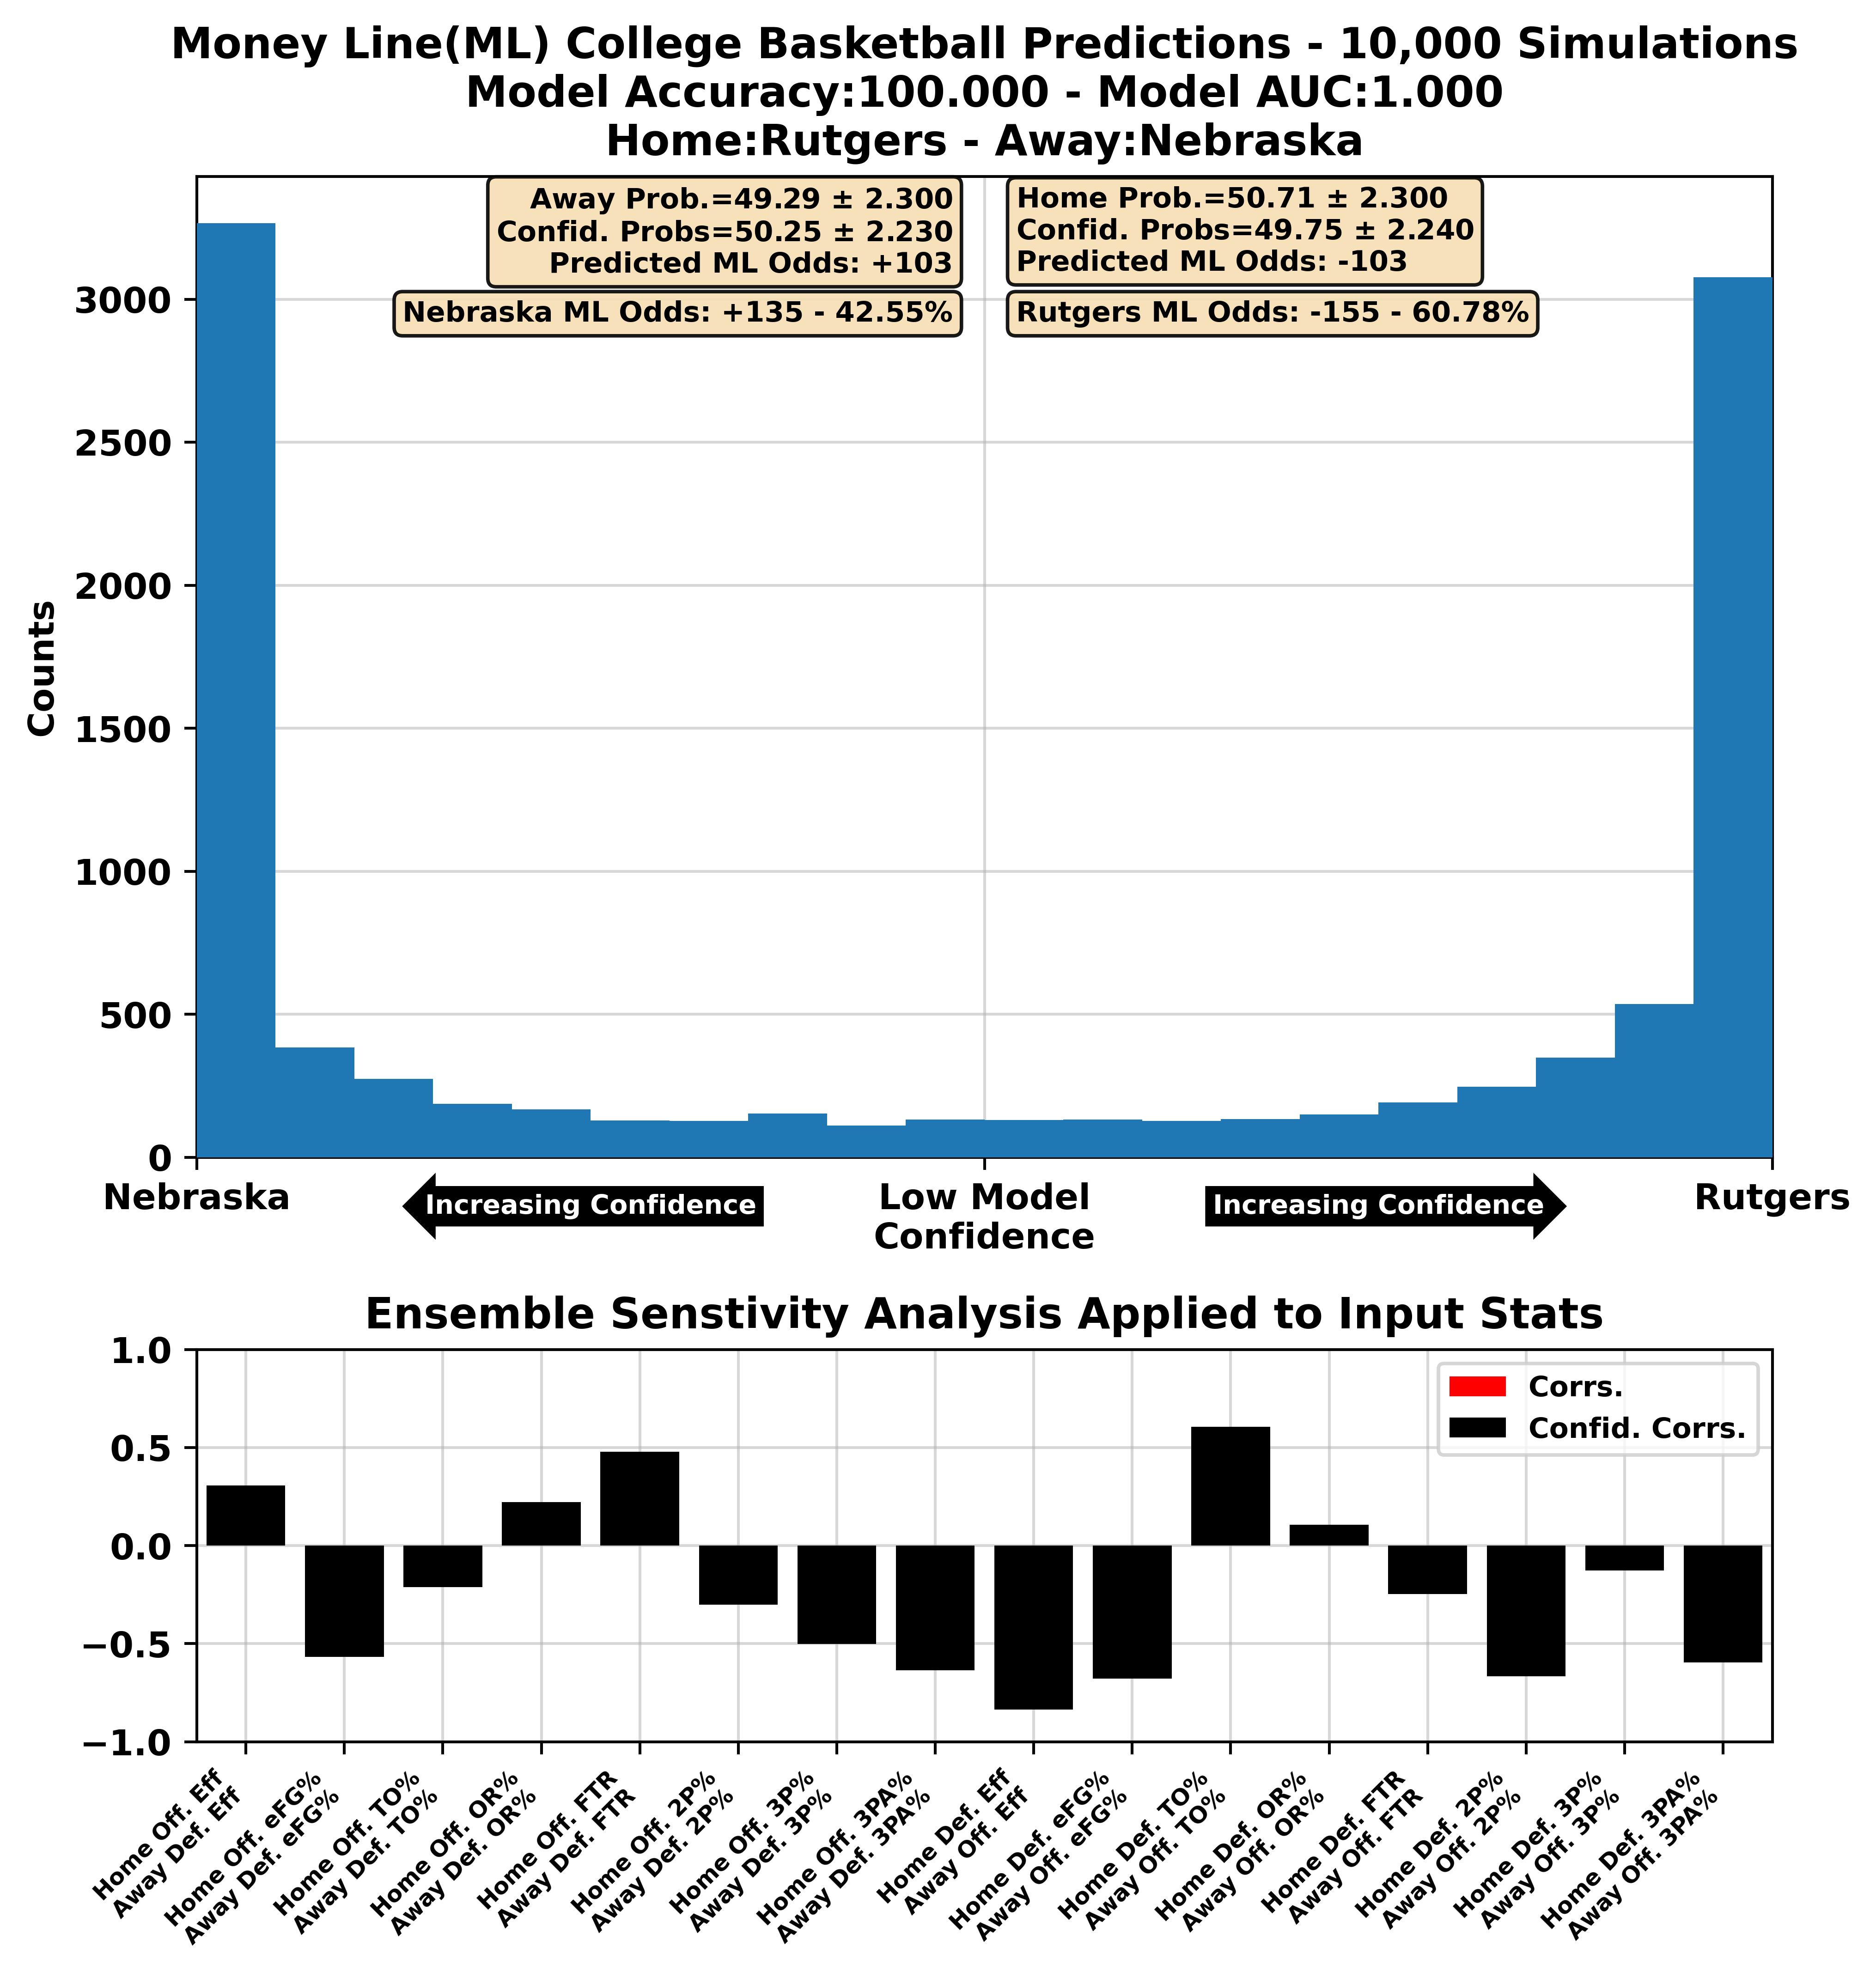 Money Line(ML) College Basketball Predictions - 10,000 Simulations
Model Accuracy:100.000 - Model AUC:1.000
Home:Rutgers - Away:Nebraska
Away Prob.=49.29 ± 2.300
Confid. Probs=50.25 ± 2.230
Predicted ML Odds: +103
Nebraska ML Odds: +135 - 42.55%
Home Prob.=50.71 ± 2.300
Confid. Probs=49.75 ± 2.240
Predicted ML Odds: -103
Rutgers ML Odds: -155 - 60.78%
Counts
3000
2500
2000
1500
1000
500
0
Nebraska
Increasing Confidence
Low Model
Confidence
Increasing Confidence
Rutgers
Ensemble Senstivity Analysis Applied to Input Stats
1.0
0.5
0.0
−0.5
−1.0
Corrs.
Confid. Corrs.
Home Off. Eff
Away Def. Eff
Home Off. eFG%
Away Def. eFG%
Home Off. TO%
Away Def. TO%
Home Off. OR%
Away Def. OR%
Home Off. FTR
Away Def. FTR
Home Off. 2P%
Away Def. 2P%
Home Off. 3P%
Away Def. 3P%
Home Off. 3PA%
Away Def. 3PA%
Home Def. Eff
Away Off. Eff
Home Def. eFG%
Away Off. eFG%
Home Def. TO%
Away Off. TO%
Home Def. OR%
Away Off. OR%
Home Def. FTR
Away Off. FTR
Home Def. 2P%
Away Off. 2P%
Home Def. 3P%
Away Off. 3P%
Home Def. 3PA%
Away Off. 3PA%